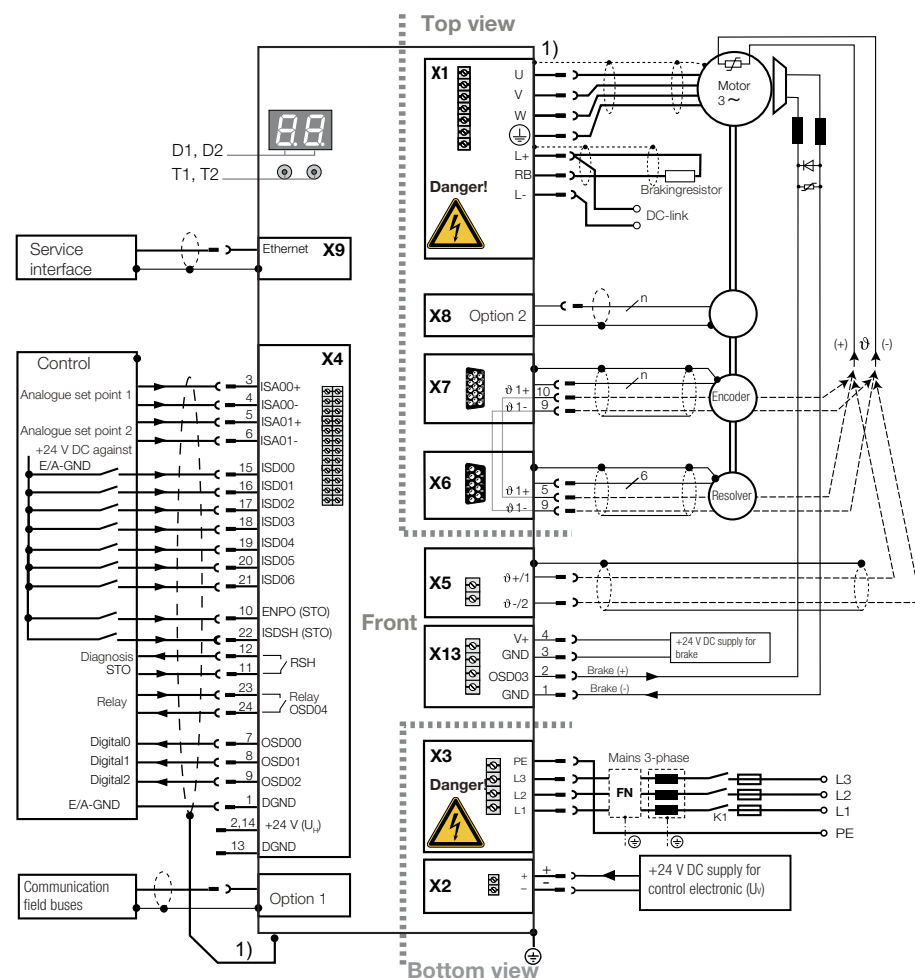 Top view
1)
X1
U
V
W
L+
RB
L-
Danger!
Motor
3 ~
Brakingresistor
DC-link
8.8.
D1, D2
T1, T2
Service
interface
Ethernet X9
X8 Option 2
n
(+) ϑ (-)
X7
ϑ 1+ 10
ϑ 1- 9
n
Encoder
X6
ϑ 1+ 5
ϑ 1- 9
6
Resolver
Control
X4
Analogue set point 1
3 ISA00+
4 ISA00-
Analogue set point 2
5 ISA01+
6 ISA01-
+24 V DC against
E/A-GND
15 ISD00
16 ISD01
17 ISD02
18 ISD03
19 ISD04
20 ISD05
21 ISD06
10 ENPO (STO)
22 ISDSH (STO)
Diagnosis
STO
12
11
RSH
Relay
23
24
Relay
OSD04
Digital0 7 OSD00
Digital1 8 OSD01
Digital2 9 OSD02
E/A-GND 1 DGND
2,14 +24 V (UH)
13 DGND
Front
X5
ϑ+/1
ϑ-/2
X13
V+ 4
GND 3
OSD03 2
GND 1
+24 V DC supply for
brake
Brake (+)
Brake (-)
X3
Danger!
PE
L3
L2
L1
Mains 3-phase
FN
K1
L3
L2
L1
PE
X2
+ +
- -
+24 V DC supply for
control electronic (UV)
Communication
field buses
Option 1
1)
Bottom view